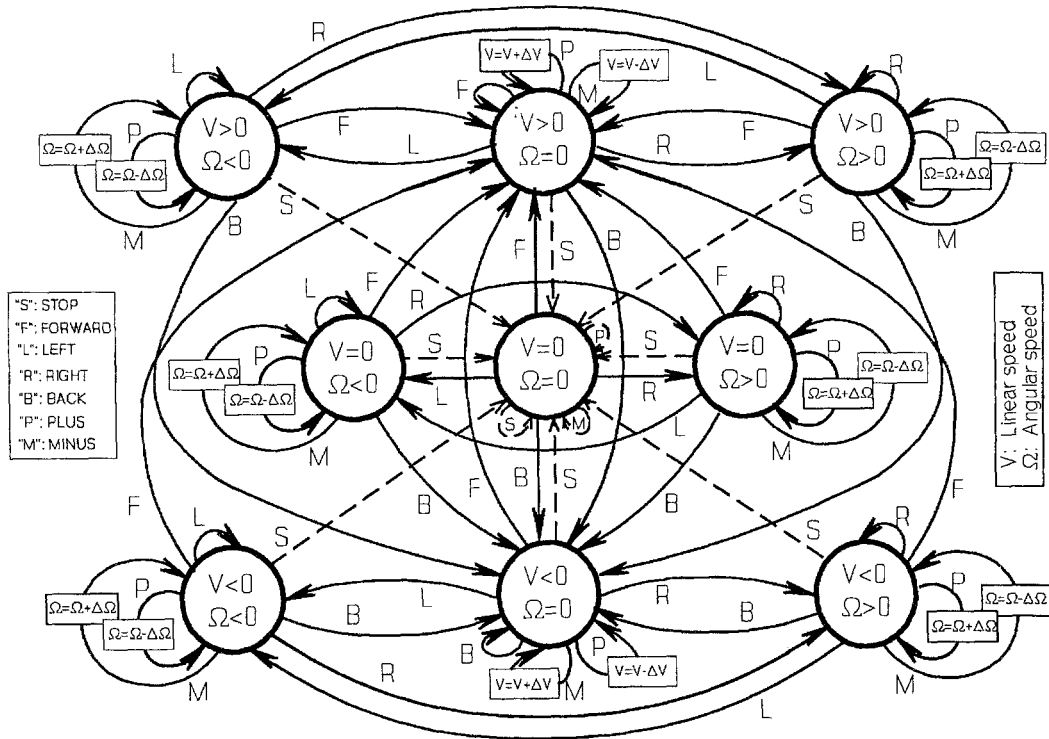 R
L
L
R
V=V+ΔV
P
V=V-ΔV
F
M
V>0
Ω<0
F
L
V>0
Ω=0
R
F
V>0
Ω>0
P
Ω=Ω+ΔΩ
Ω=Ω-ΔΩ
M
P
Ω=Ω-ΔΩ
Ω=Ω+ΔΩ
M
B
S
F
S
B
S
B
"S": STOP
"F": FORWARD
"L": LEFT
"R": RIGHT
"B": BACK
"P": PLUS
"M": MINUS
L
F
R
F
R
V=0
Ω<0
S
V=0
Ω=0
P
S
V=0
Ω>0
P
Ω=Ω+ΔΩ
Ω=Ω-ΔΩ
M
L
R
S
M
L
P
Ω=Ω-ΔΩ
Ω=Ω+ΔΩ
M
V: Linear speed
Ω: Angular speed
B
F
B
S
B
F
F
L
S
S
R
V<0
Ω<0
L
B
V<0
Ω=0
R
B
V<0
Ω>0
P
Ω=Ω+ΔΩ
Ω=Ω-ΔΩ
M
P
Ω=Ω-ΔΩ
Ω=Ω+ΔΩ
M
B
V=V+ΔV
M
P
V=V-ΔV
R
L